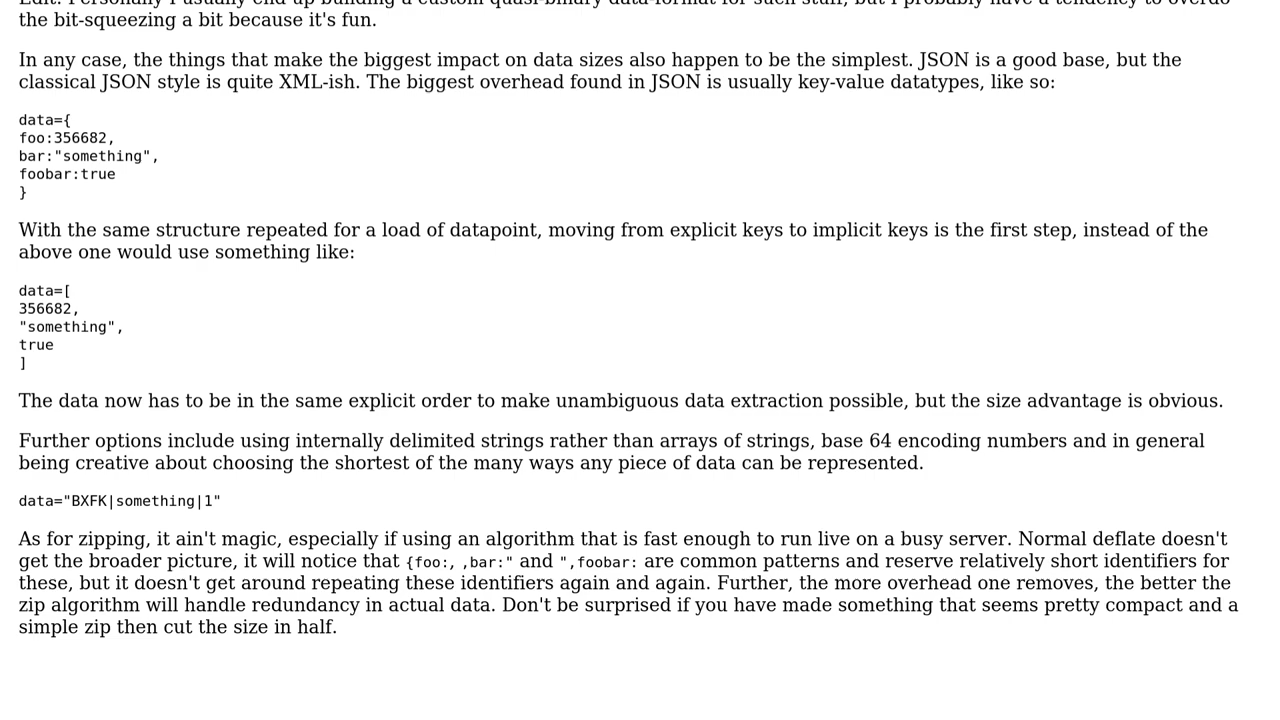 the bit-squeezing a bit because it's fun.
In any case, the things that make the biggest impact on data sizes also happen to be the simplest. JSON is a good base, but the
classical JSON style is quite XML-ish. The biggest overhead found in JSON is usually key-value datatypes, like so:
data={
foo:356682,
bar:"something",
foobar:true
}
With the same structure repeated for a load of datapoint, moving from explicit keys to implicit keys is the first step, instead of the
above one would use something like:
data=[
356682,
"something",
true
]
The data now has to be in the same explicit order to make unambiguous data extraction possible, but the size advantage is obvious.
Further options include using internally delimited strings rather than arrays of strings, base 64 encoding numbers and in general
being creative about choosing the shortest of the many ways any piece of data can be represented.
data="BXFK|something|1"
As for zipping, it ain't magic, especially if using an algorithm that is fast enough to run live on a busy server. Normal deflate doesn't
get the broader picture, it will notice that {foo:, ,bar:" and ",foobar: are common patterns and reserve relatively short identifiers for
these, but it doesn't get around repeating these identifiers again and again. Further, the more overhead one removes, the better the
zip algorithm will handle redundancy in actual data. Don't be surprised if you have made something that seems pretty compact and a
simple zip then cut the size in half.